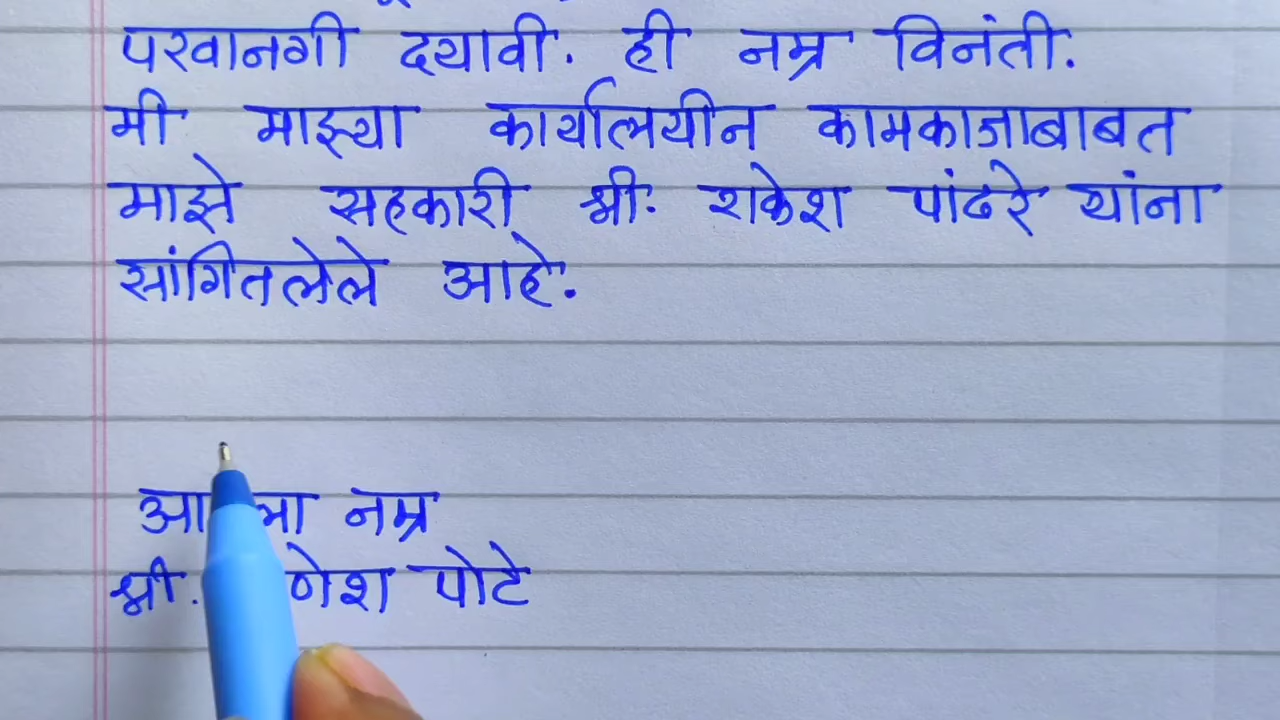 परवानगी दयावी. ही नम्र विनंती.
मी माझ्या कार्यालयीन कामकाजाबाबत
माझे सहकारी श्री. राकेश पांढरे यांना
सांगितलेले आहे.
नम्र
श्री. पोटे